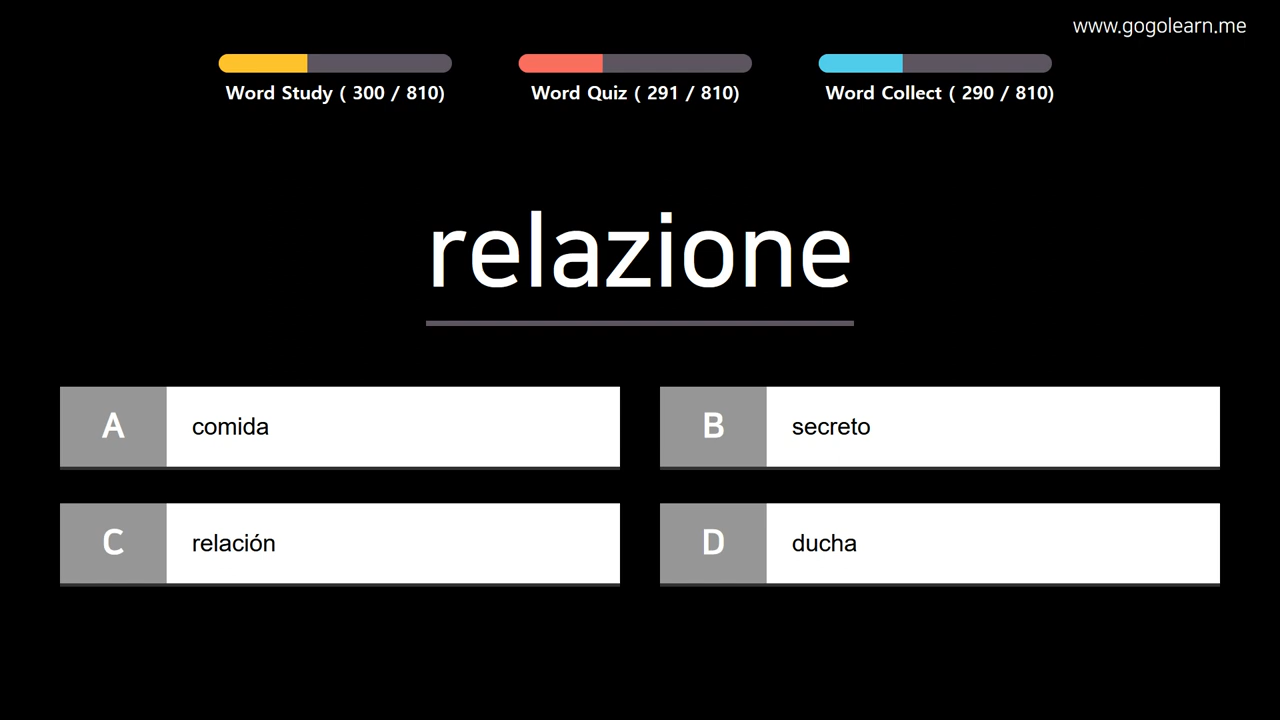 www.gogolearn.me
Word Study ( 300 / 810)
Word Quiz ( 291 / 810)
Word Collect ( 290 / 810)
relazione
A comida
B secreto
C relación
D ducha